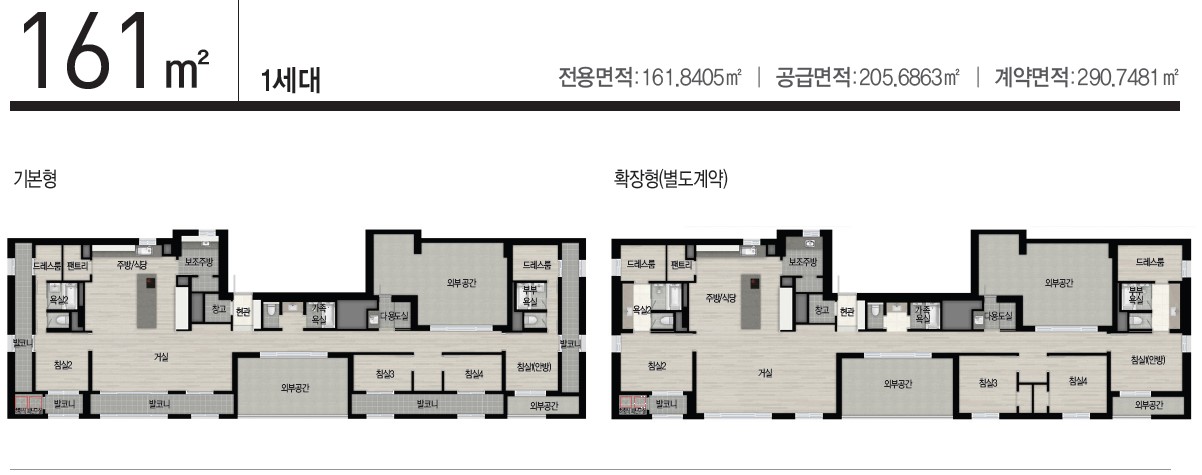 161㎡
1세대
전용면적:161.8405㎡ | 공급면적:205.6863㎡ | 계약면적:290.7481㎡
기본형
드레스룸
팬트리
주방/식당
보조주방
욕실2
창고
현관
가족
욕실
다용도실
외부공간
드레스룸
부부
욕실
발코니
발코니
침실2
거실
외부공간
침실3
침실4
침실1(안방)
발코니
발코니
발코니
외부공간
확장형(별도계약)
드레스룸
팬트리
주방/식당
보조주방
욕실2
창고
현관
가족
욕실
다용도실
외부공간
드레스룸
부부
욕실
침실2
거실
외부공간
침실3
침실4
침실1(안방)
발코니
외부공간